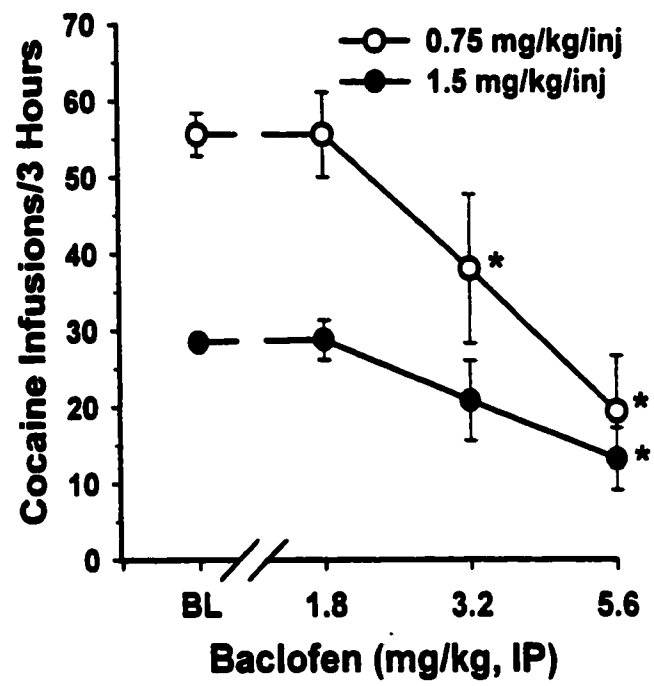 70
60
50
40
30
20
10
0
Cocaine Infusions/3 Hours
0.75 mg/kg/inj
1.5 mg/kg/inj
*
*
*
BL
1.8
3.2
5.6
Baclofen (mg/kg, IP)